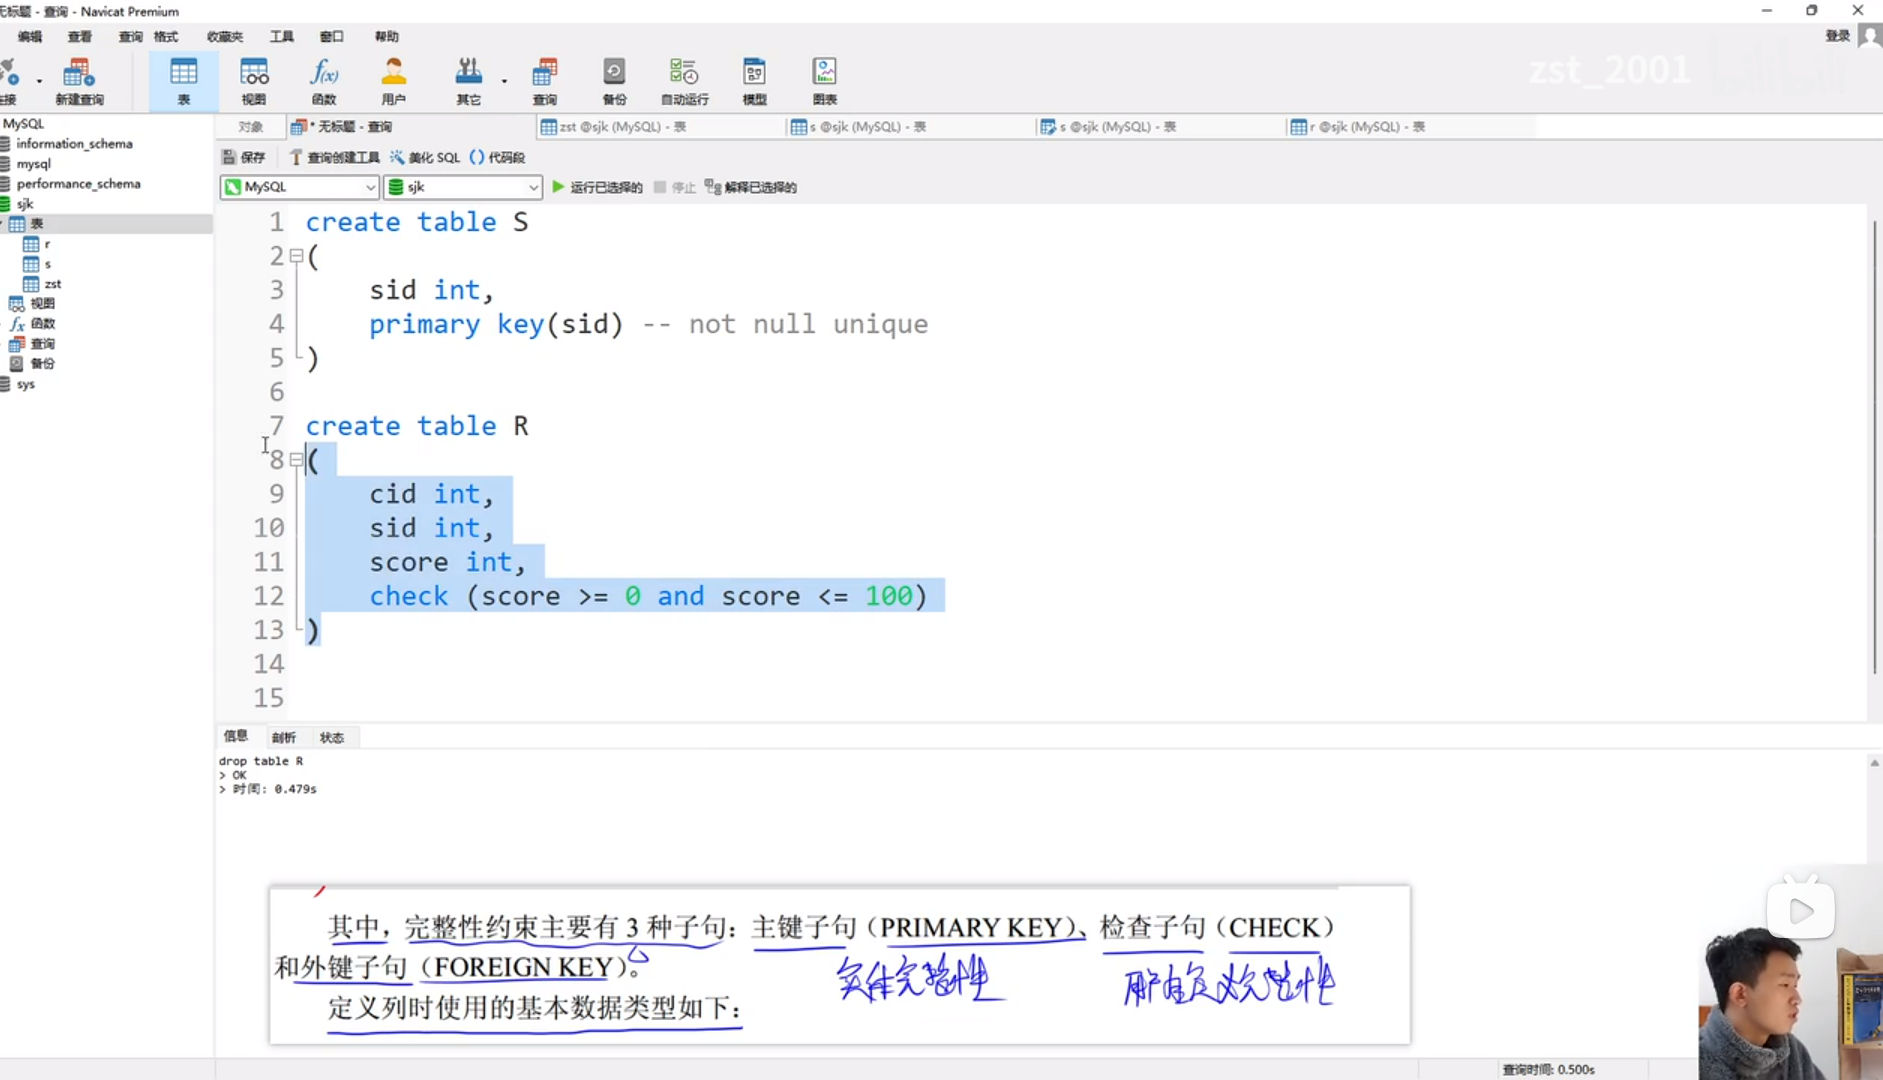 无标题 - 查询 - Navicat Premium
编辑 查看 查询 格式 收藏夹 工具 窗口 帮助 登录
连接 新建查询 表 视图 函数 用户 其它 查询 备份 自动运行 模型 图表
zst_2001
MySQL
information_schema
mysql
performance_schema
sjk
表
r
s
zst
视图
函数
查询
备份
sys
对象 * 无标题 - 查询 zst @sjk (MySQL) - 表 s @sjk (MySQL) - 表 s @sjk (MySQL) - 表 r @sjk (MySQL) - 表
保存 查询创建工具 美化 SQL () 代码段
MySQL sjk 运行已选择的 停止 解释已选择的
1 create table S
2 (
3 sid int,
4 primary key(sid) -- not null unique
5 )
6
7 create table R
8 (
9 cid int,
10 sid int,
11 score int,
12 check (score >= 0 and score <= 100)
13 )
14
15
信息 剖析 状态
drop table R
> OK
> 时间: 0.479s
其中，完整性约束主要有 3 种子句：主键子句（PRIMARY KEY）、检查子句（CHECK）
和外键子句（FOREIGN KEY）。
实体完整性
定义列时使用的基本数据类型如下：
查询时间: 0.500s